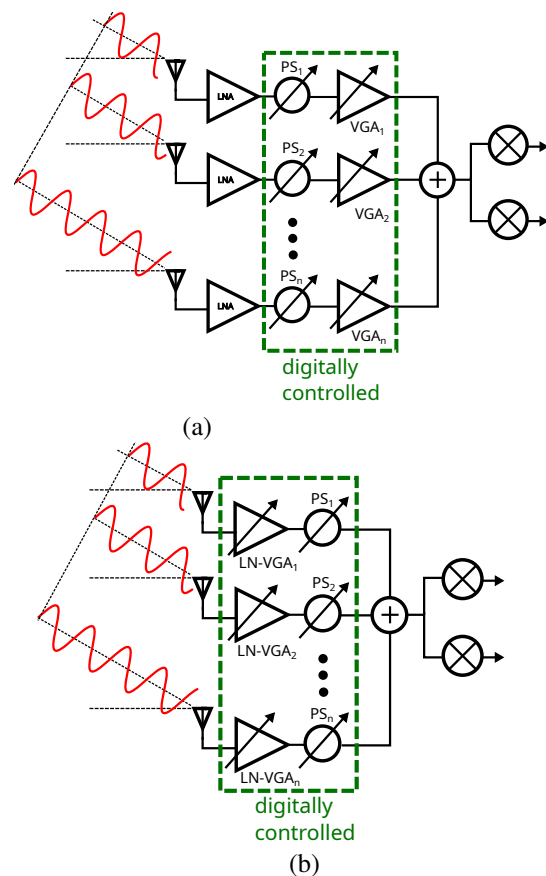 PS1
LNA
VGA1
PS2
LNA
VGA2
+
PSn
LNA
VGAn
digitally
controlled
(a)
PS1
LN-VGA1
PS2
LN-VGA2
+
PSn
LN-VGAn
digitally
controlled
(b)